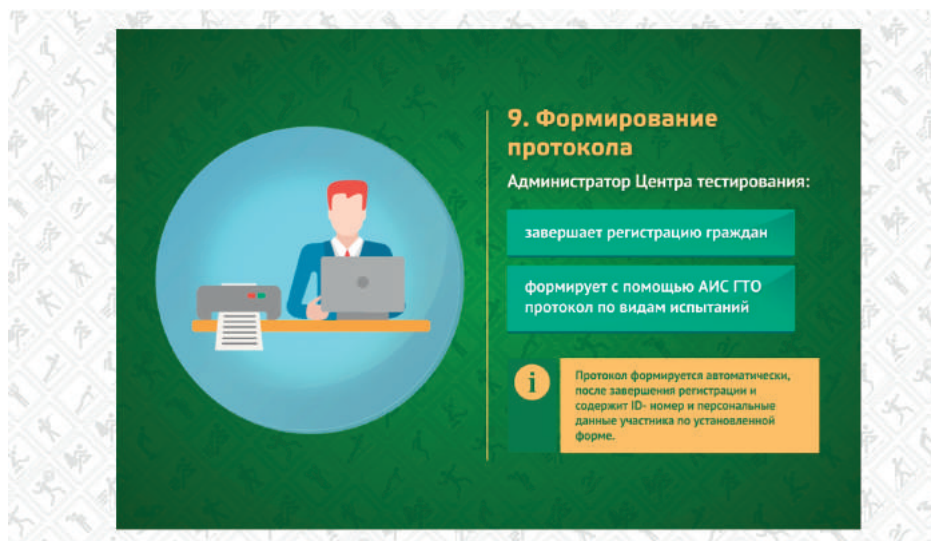 9. Формирование
протокола
Администратор Центра тестирования:
завершает регистрацию граждан
формирует с помощью АИС ГТО
протокол по видам испытаний
i
Протокол формируется автоматически,
после завершения регистрации и
содержит ID- номер и персональные
данные участника по установленной
форме.